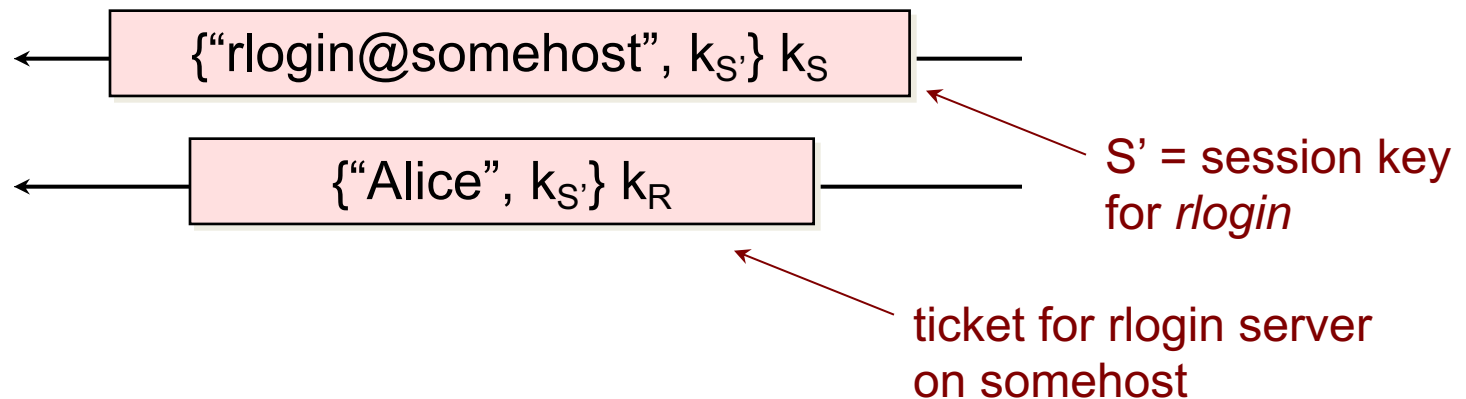 {“rlogin@somehost”, kS’} kS
S’ = session key
for rlogin
{“Alice”, kS’} kR
ticket for rlogin server
on somehost